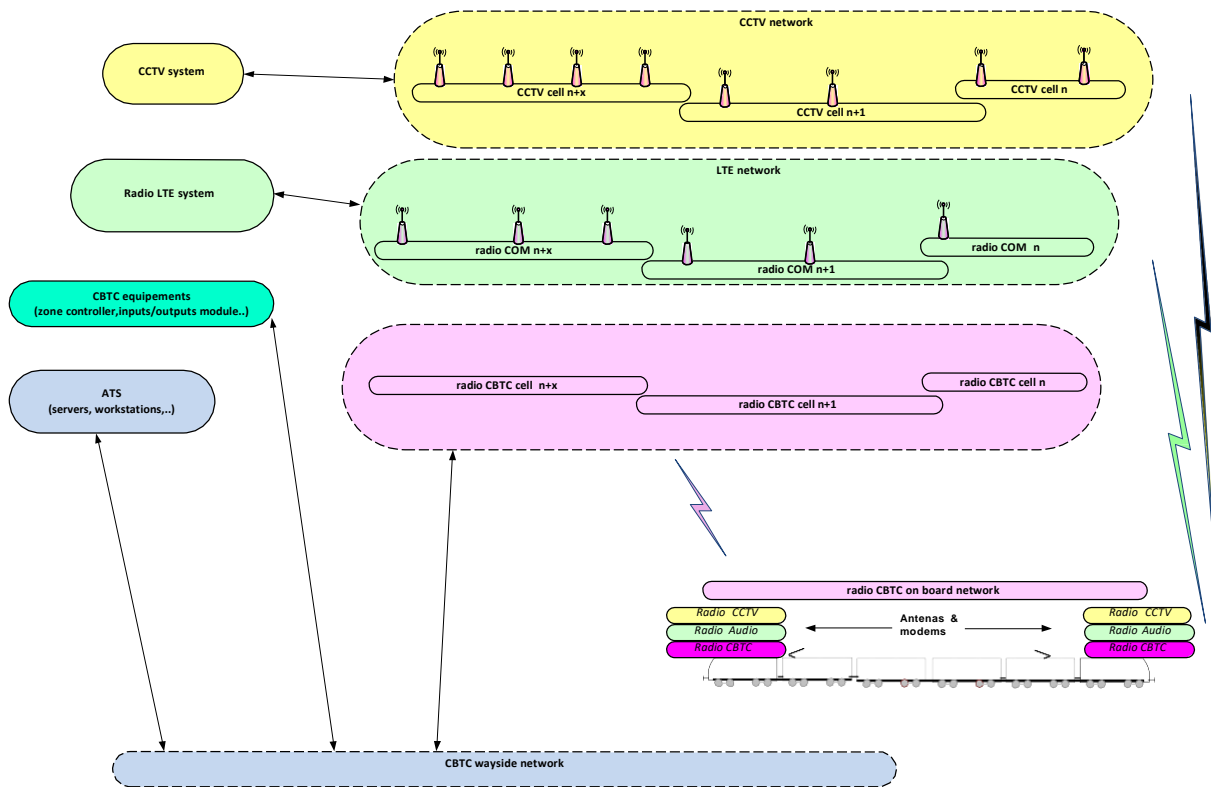 CCTV network
CCTV system
CCTV cell n+x
CCTV cell n+1
CCTV cell n
LTE network
Radio LTE system
radio COM n+x
radio COM n+1
radio COM n
CBTC equipements
(zone controller,inputs/outputs module..)
ATS
(servers, workstations,..)
radio CBTC cell n+x
radio CBTC cell n+1
radio CBTC cell n
radio CBTC on board network
Radio CCTV
Radio Audio
Radio CBTC
Antenas &
modems
Radio CCTV
Radio Audio
Radio CBTC
CBTC wayside network